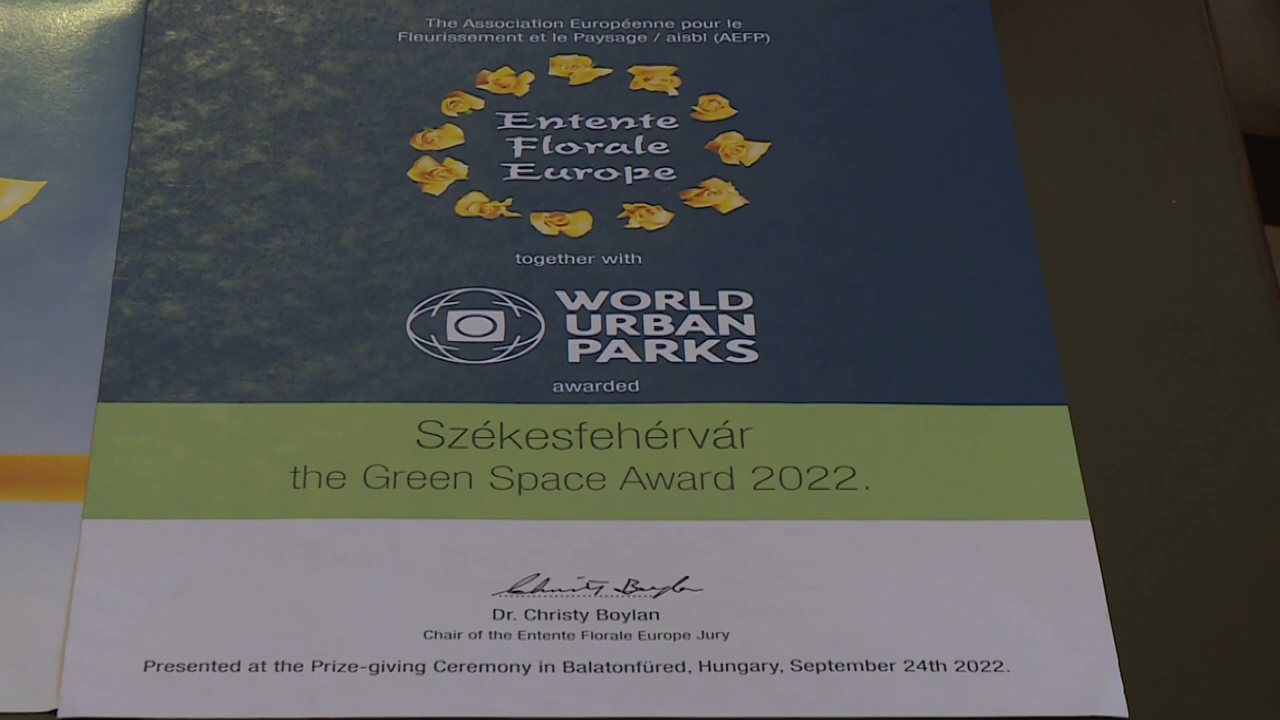 The Association Européenne pour le
Fleurissement et le Paysage / aisbl (AEFP)
Entente
Florale
Europe
together with
WORLD
URBAN
PARKS
awarded
Székesfehérvár
the Green Space Award 2022.
Christy Boylan
Dr. Christy Boylan
Chair of the Entente Florale Europe Jury
Presented at the Prize-giving Ceremony in Balatonfüred, Hungary, September 24th 2022.